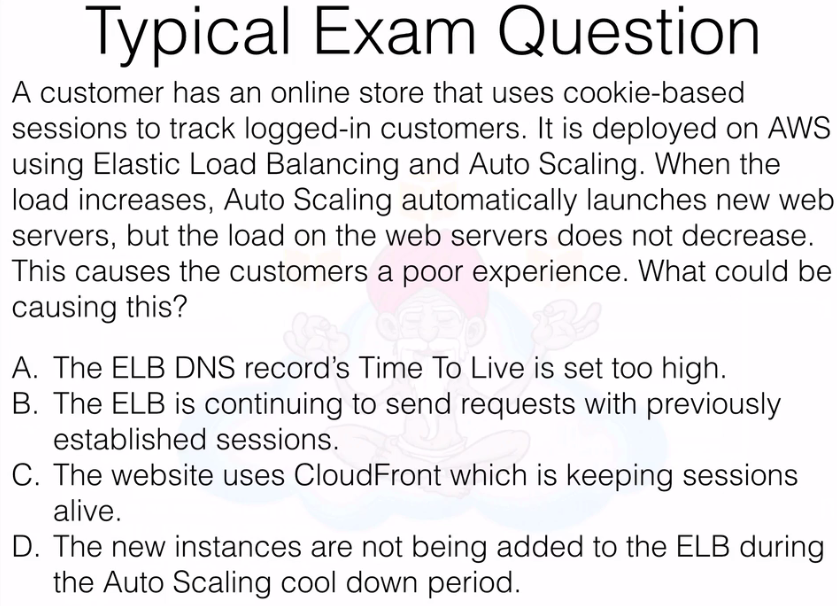 Typical Exam Question
A customer has an online store that uses cookie-based
sessions to track logged-in customers. It is deployed on AWS
using Elastic Load Balancing and Auto Scaling. When the
load increases, Auto Scaling automatically launches new web
servers, but the load on the web servers does not decrease.
This causes the customers a poor experience. What could be
causing this?
A. The ELB DNS record's Time To Live is set too high.
B. The ELB is continuing to send requests with previously
established sessions.
C. The website uses CloudFront which is keeping sessions
alive.
D. The new instances are not being added to the ELB during
the Auto Scaling cool down period.